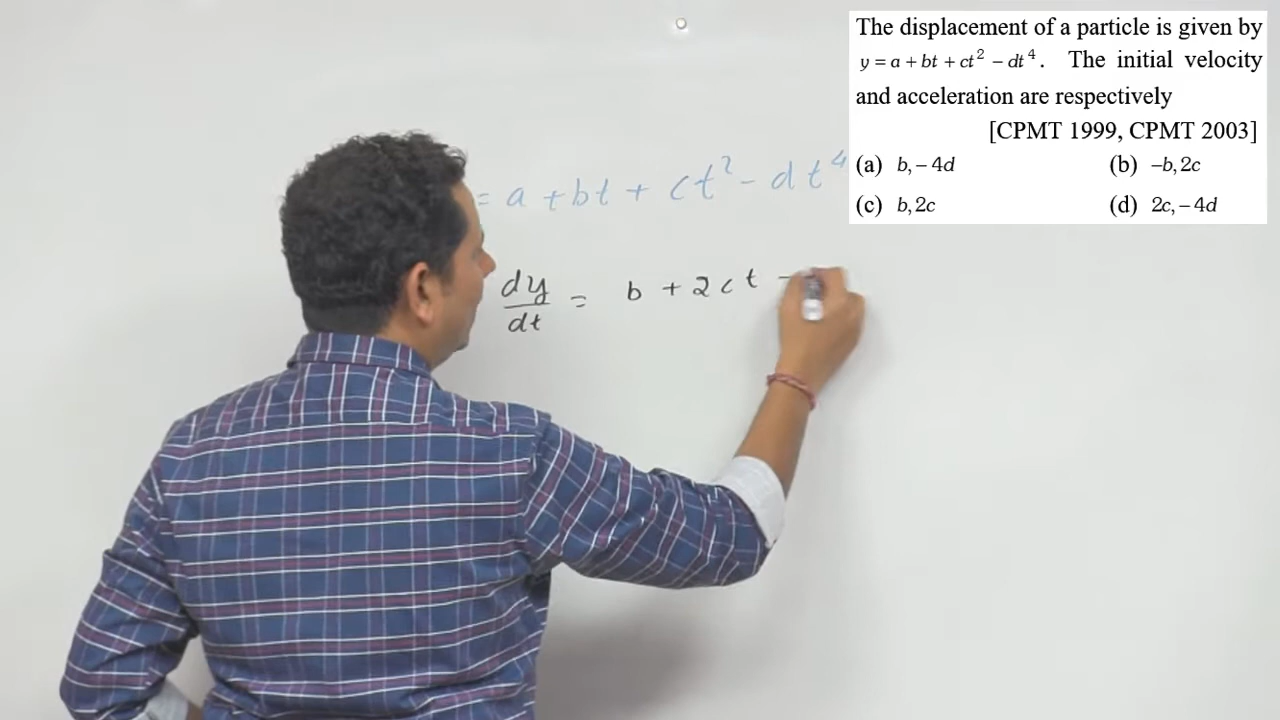 The displacement of a particle is given by
y = a + bt + ct² − dt⁴. The initial velocity
and acceleration are respectively
[CPMT 1999, CPMT 2003]
(a) b, − 4d (b) −b, 2c
(c) b, 2c (d) 2c, − 4d
= a + bt + ct² − dt⁴
dy/dt = b + 2ct −